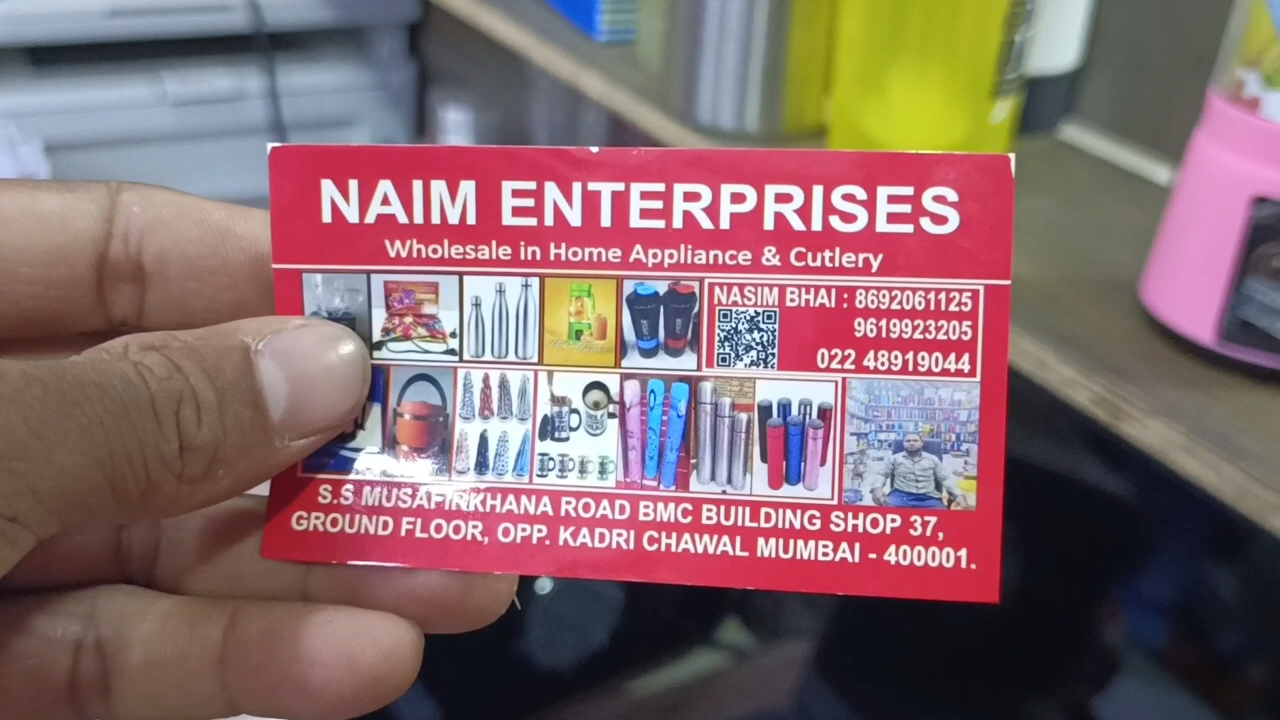 NAIM ENTERPRISES
Wholesale in Home Appliance & Cutlery
NASIM BHAI : 8692061125
9619923205
022 48919044
S.S MUSAFIRKHANA ROAD BMC BUILDING SHOP 37,
GROUND FLOOR, OPP. KADRI CHAWAL MUMBAI - 400001.